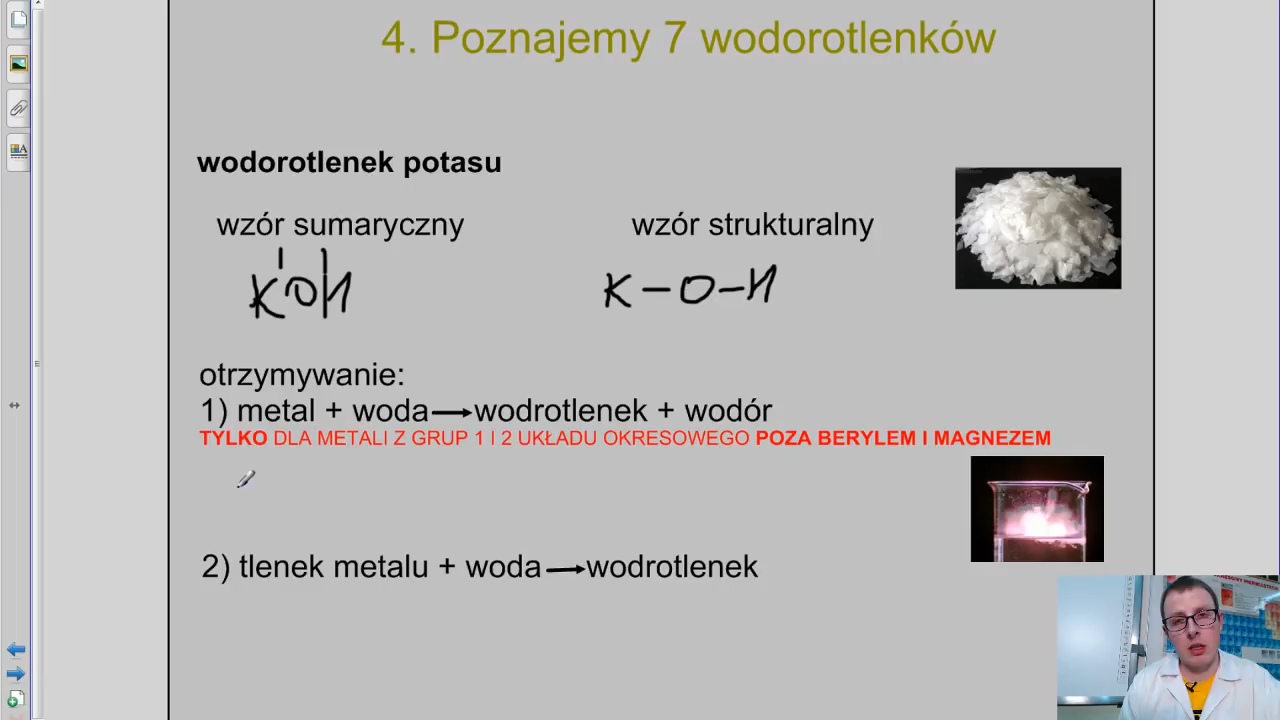 4. Poznajemy 7 wodorotlenków
wodorotlenek potasu
wzór sumaryczny wzór strukturalny
I I
KOH K-O-H
otrzymywanie:
1) metal + woda → wodrotlenek + wodór
TYLKO DLA METALI Z GRUP 1 I 2 UKŁADU OKRESOWEGO POZA BERYLEM I MAGNEZEM
2) tlenek metalu + woda → wodrotlenek